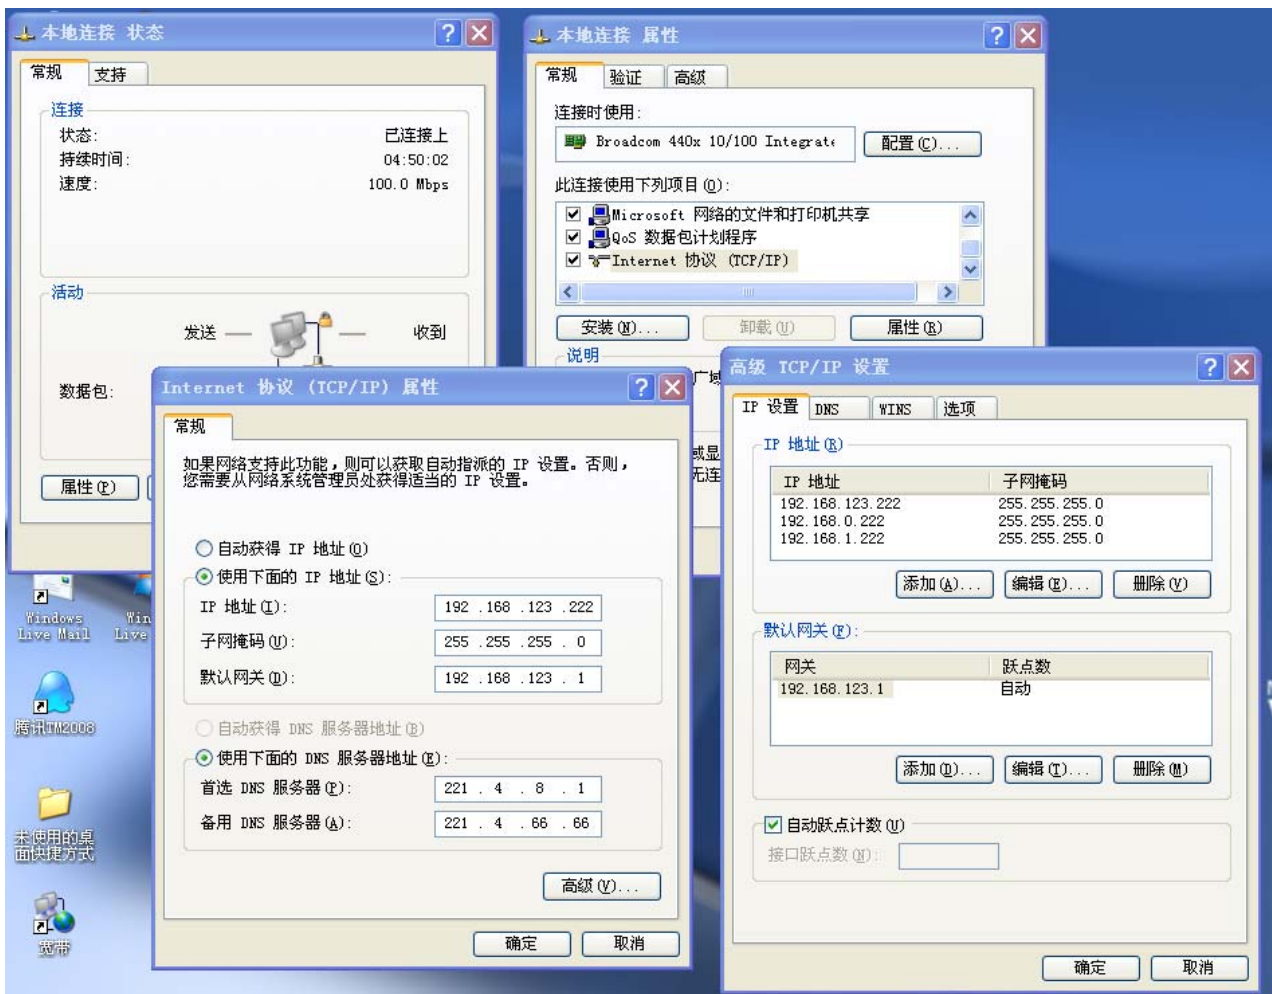 本地连接 状态
常规
支持
连接
状态:
已连接上
持续时间:
04:50:02
速度:
100.0 Mbps
活动
发送
收到
数据包:
属性(P)
本地连接 属性
常规
验证
高级
连接时使用:
Broadcom 440x 10/100 Integrat
配置(C)...
此连接使用下列项目(O):
Microsoft 网络的文件和打印机共享
QoS 数据包计划程序
Internet 协议 (TCP/IP)
安装(N)...
卸载(U)
属性(R)
说明
广域
域显
无连
Internet 协议 (TCP/IP) 属性
常规
如果网络支持此功能，则可以获取自动指派的 IP 设置。否则，
您需要从网络系统管理员处获得适当的 IP 设置。
自动获得 IP 地址(O)
使用下面的 IP 地址(S):
IP 地址(I):
192 .168 .123 .222
子网掩码(U):
255 .255 .255 . 0
默认网关(D):
192 .168 .123 . 1
自动获得 DNS 服务器地址(B)
使用下面的 DNS 服务器地址(E):
首选 DNS 服务器(P):
221 . 4 . 8 . 1
备用 DNS 服务器(A):
221 . 4 . 66 . 66
高级(V)...
确定
取消
高级 TCP/IP 设置
IP 设置
DNS
WINS
选项
IP 地址(R)
IP 地址
子网掩码
192.168.123.222
255.255.255.0
192.168.0.222
255.255.255.0
192.168.1.222
255.255.255.0
添加(A)...
编辑(E)...
删除(V)
默认网关(F):
网关
跃点数
192.168.123.1
自动
添加(D)...
编辑(T)...
删除(M)
自动跃点计数(U)
接口跃点数(N):
确定
取消
Windows
Live Mail
Win
Live
腾讯TM2008
未使用的桌
面快捷方式
宽带